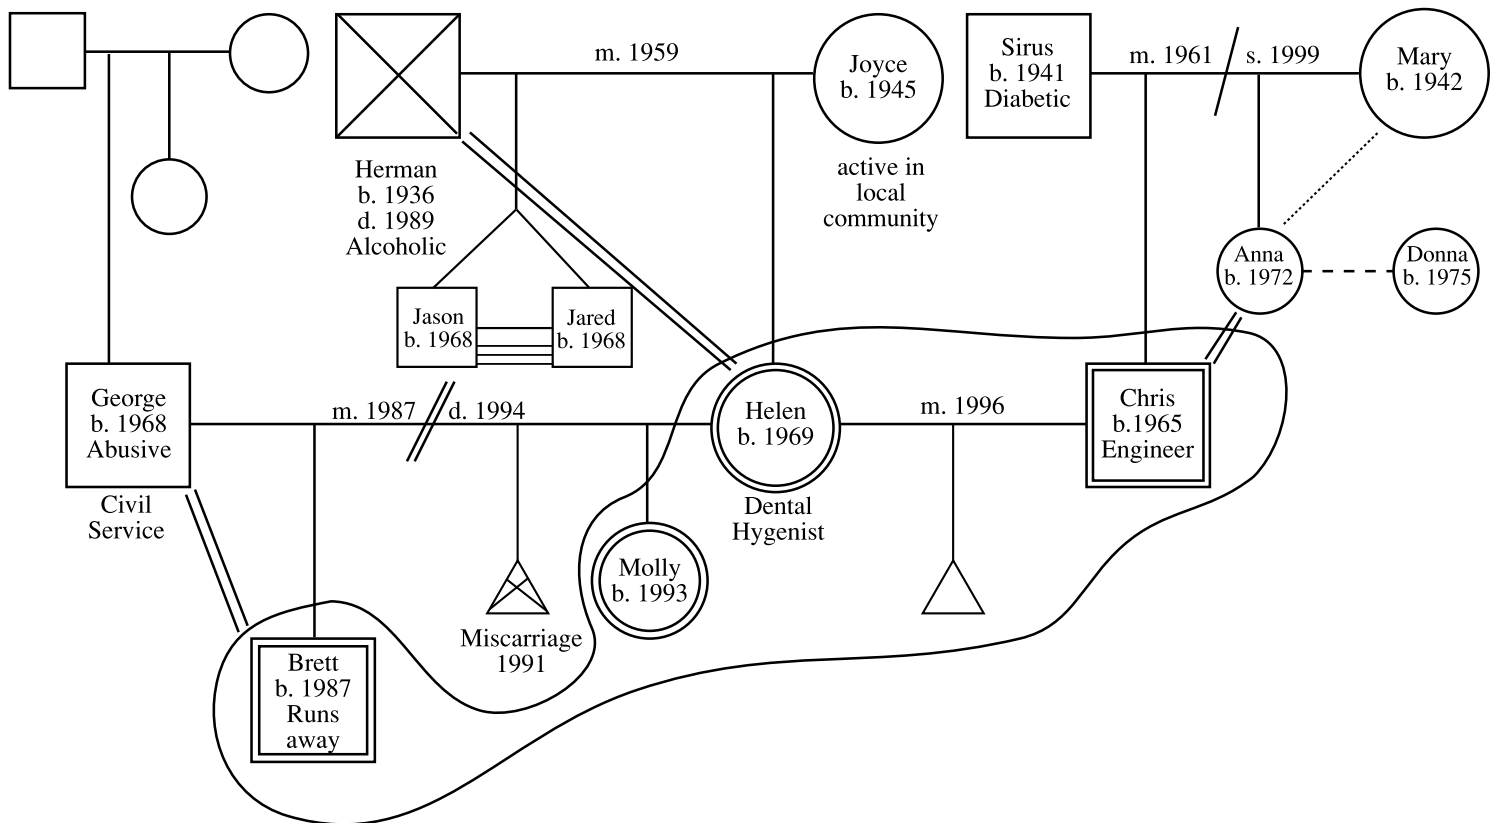 m. 1959
Joyce
b. 1945
active in
local
community
Sirus
b. 1941
Diabetic
m. 1961
s. 1999
Mary
b. 1942
Herman
b. 1936
d. 1989
Alcoholic
Anna
b. 1972
Donna
b. 1975
Jason
b. 1968
Jared
b. 1968
George
b. 1968
Abusive
Civil
Service
m. 1987
d. 1994
Helen
b. 1969
Dental
Hygenist
m. 1996
Chris
b.1965
Engineer
Molly
b. 1993
Miscarriage
1991
Brett
b. 1987
Runs
away